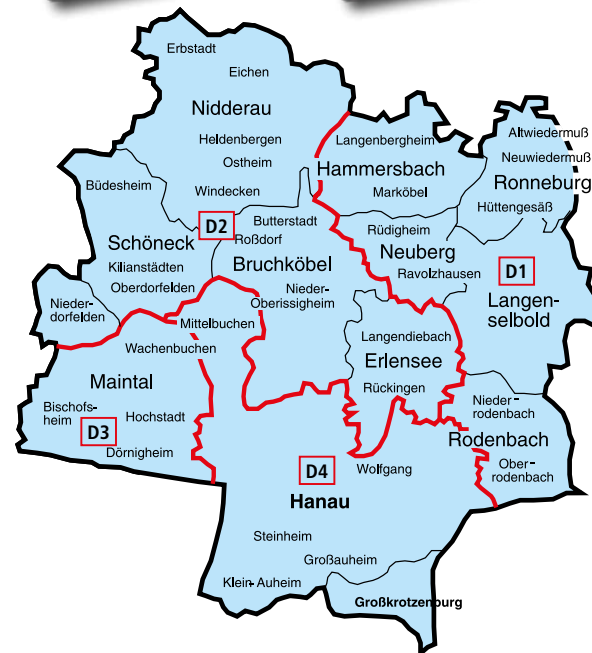 Erbstadt
Eichen
Nidderau
Heldenbergen
Ostheim
Windecken
Langenbergheim
Hammersbach
Marköbel
Altwiedermuß
Neuwiedermuß
Ronneburg
Hüttengesäß
Büdesheim
D2
Schöneck
Kilianstädten
Oberdorfelden
Butterstadt
Roßdorf
Bruchköbel
Nieder-
Oberissigheim
Rüdigheim
Neuberg
Ravolzhausen
D1
Langen-
selbold
Nieder-
dorfelden
Mittelbuchen
Wachenbuchen
Langendiebach
Erlensee
Rückingen
Maintal
Bischofs-
heim
Hochstadt
D3
Dörnigheim
Nieder-
rodenbach
Rodenbach
Ober-
rodenbach
D4
Wolfgang
Hanau
Steinheim
Großauheim
Klein-Auheim
Großkrotzenburg